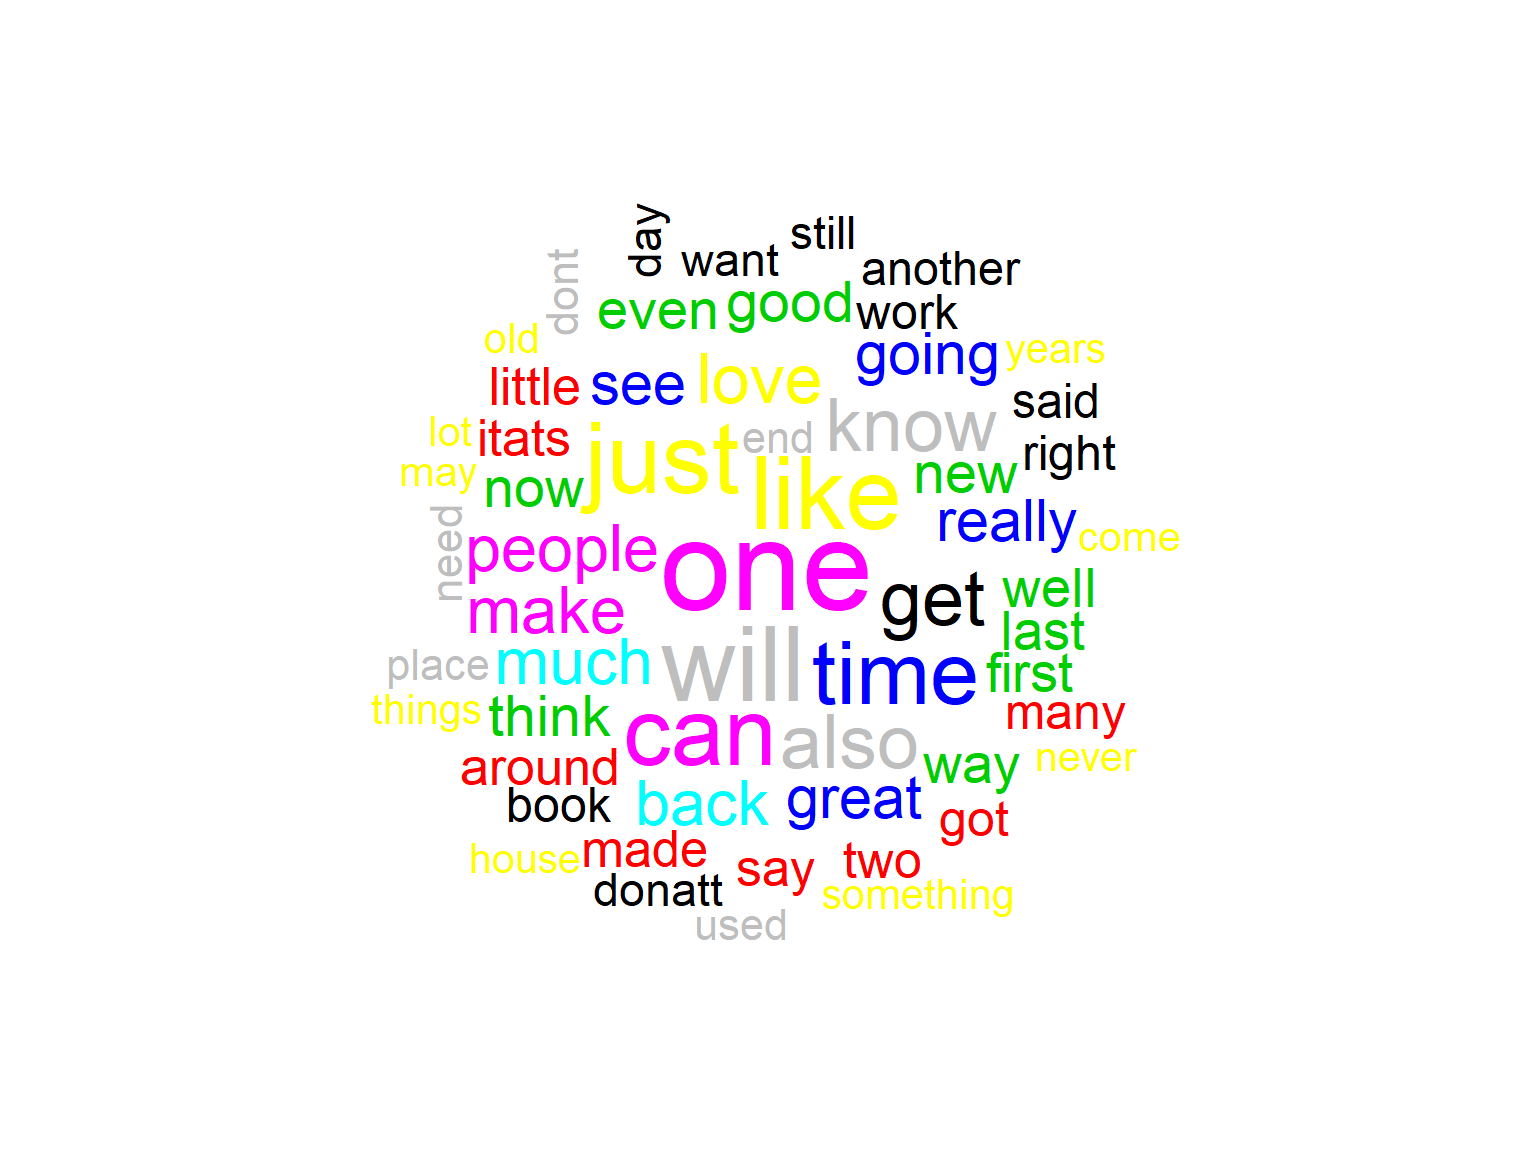 day
want
still
another
dont
even
good
work
old
going
years
little
see
love
know
said
lot
itats
just
end
right
may
now
like
new
need
really
come
people
one
make
get
well
last
place
much
will
time
first
things
think
can
also
many
around
way
never
book
back
great
got
house
made
say
two
donatt
something
used